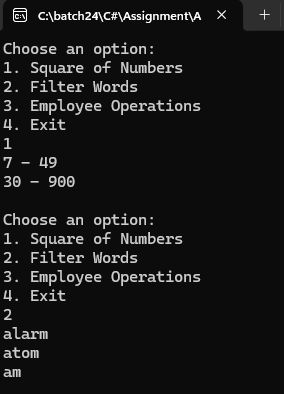 C:\batch24\C#\Assignment\A
Choose an option:
1. Square of Numbers
2. Filter Words
3. Employee Operations
4. Exit
1
7 - 49
30 - 900
Choose an option:
1. Square of Numbers
2. Filter Words
3. Employee Operations
4. Exit
2
alarm
atom
am